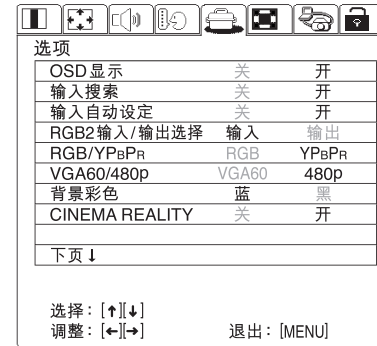 选项
OSD显示 关 开
输入搜索 关 开
输入自动设定 关 开
RGB2输入/输出选择 输入 输出
RGB/YPBPR RGB YPBPR
VGA60/480p VGA60 480p
背景彩色 蓝 黑
CINEMA REALITY 关 开
下页↓
选择：[↑][↓]
调整：[←][→] 退出：[MENU]